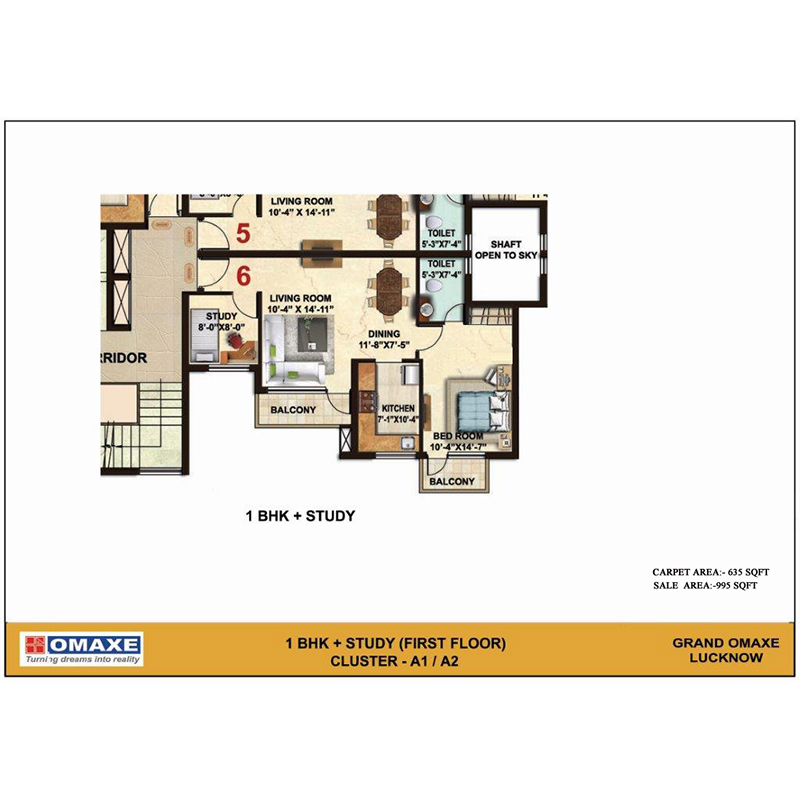 LIVING ROOM
10'-4" X 14'-11"
5
TOILET
5'-3"X7'-4"
SHAFT
OPEN TO SKY
TOILET
5'-3"X7'-4"
6
LIVING ROOM
10'-4" X 14'-11"
STUDY
8'-0"X8'-0"
DINING
11'-8"X7'-5"
RRIDOR
BALCONY
KITCHEN
7'-1"X10'-4"
BED ROOM
10'-4"X14'-7"
BALCONY
1 BHK + STUDY
CARPET AREA:- 635 SQFT
SALE AREA:-995 SQFT
OMAXE
Turning dreams into reality
1 BHK + STUDY (FIRST FLOOR)
CLUSTER - A1 / A2
GRAND OMAXE
LUCKNOW